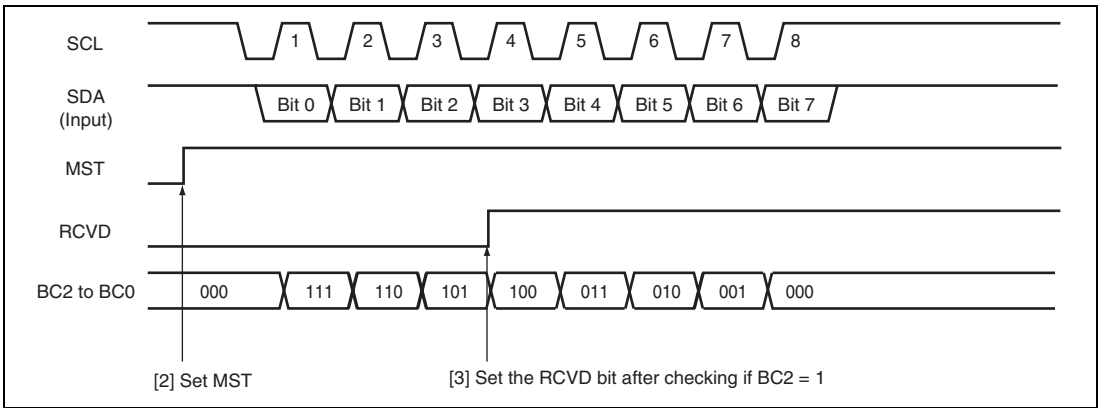 SCL 1 2 3 4 5 6 7 8
SDA
(Input)
Bit 0 Bit 1 Bit 2 Bit 3 Bit 4 Bit 5 Bit 6 Bit 7
MST
RCVD
BC2 to BC0 000 111 110 101 100 011 010 001 000
[2] Set MST [3] Set the RCVD bit after checking if BC2 = 1